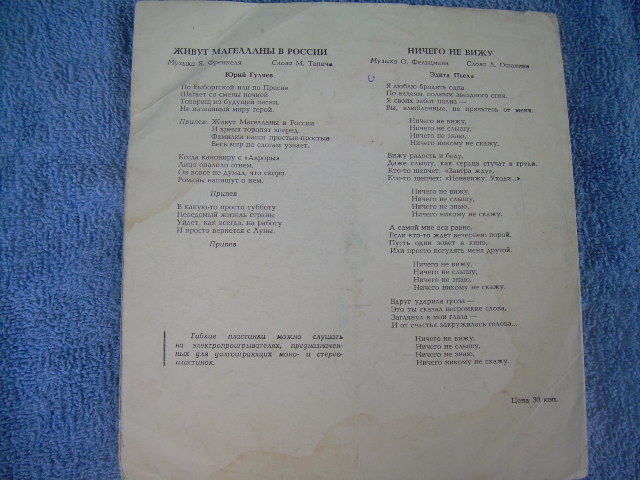 ЖИВУТ МАГЕЛЛАНЫ В РОССИИ
Музыка Я. Френкеля Слова М. Танича
Юрий Гуляев
По Выборгской или по Пресне
Шагает со смены ночной
Товарищ из будущей песни,
Не названный миру герой.
Припев: Живут Магелланы в России
И время торопят вперед.
Фамилии наши простые-простые
Весь мир по слогам узнает.
Когда канониру с «Авроры»
Лицо опалило огнем,
Он вовсе не думал, что скоро
Романы напишут о нем.
Припев
В какую-то просто субботу
Неведомый житель страны
Уйдет, как всегда, на работу
И просто вернется с Луны.
Припев
Гибкие пластинки можно слушать
на электропроигрывателях, предназначен-
ных для долгоиграющих моно- и стерео-
пластинок.
НИЧЕГО НЕ ВИЖУ
Музыка О. Фельцмана Слова Л. Ошанина
Эдита Пьеха
Я люблю бродить одна
По аллеям, полным звездного огня.
Я своих забот полна —
Вы, влюбленные, не прячьтесь от меня.
Ничего не вижу,
Ничего не слышу,
Ничего не знаю,
Ничего никому не скажу.
Вижу радость и беду,
Даже слышу, как сердца стучат в груди.
Кто-то шепчет: «Завтра жду»,
Кто-то шепчет: «Ненавижу. Уходи...»
Ничего не вижу,
Ничего не слышу,
Ничего не знаю,
Ничего никому не скажу.
А самой мне все равно,
Если кто-то ждет вечернею порой,
Пусть один зовет в кино,
Или просто погулять меня другой.
Ничего не вижу,
Ничего не слышу,
Ничего не знаю,
Ничего никому не скажу.
Вдруг ударила гроза —
Это ты сказал негромкие слова,
Заглянул в мои глаза —
И от счастья закружилась голова...
Ничего не вижу,
Ничего не слышу,
Ничего не знаю,
Ничего никому не скажу.
Цена 30 коп.